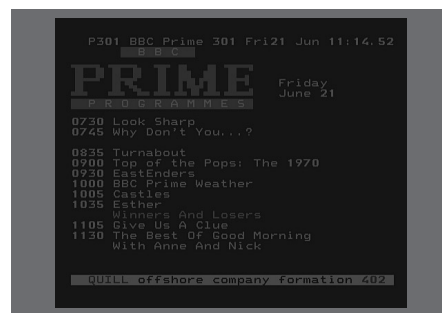 P301 BBC Prime 301 Fri21 Jun 11:14.52
BBC
PRIME
Friday
June 21
PROGRAMMES
0730 Look Sharp
0745 Why Don't You...?
0835 Turnabout
0900 Top of the Pops: The 1970
0930 EastEnders
1000 BBC Prime Weather
1005 Castles
1035 Esther
Winners And Losers
1105 Give Us A Clue
1130 The Best Of Good Morning
With Anne And Nick
QUILL offshore company formation 402